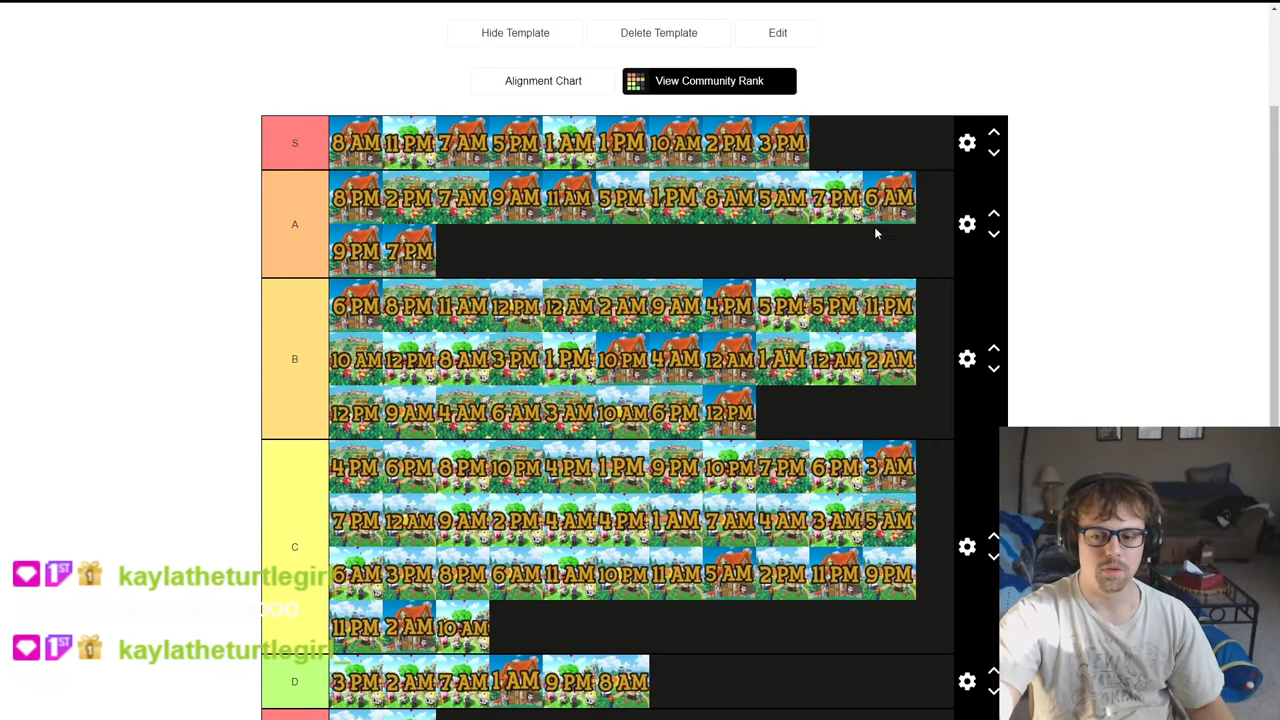 Hide Template Delete Template Edit
Alignment Chart View Community Rank
S
8 AM 11 PM 7 AM 5 PM 1 AM 1 PM 10 AM 2 PM 3 PM
A
8 PM 2 PM 7 AM 9 AM 11 AM 5 PM 1 PM 8 AM 5 AM 7 PM 6 AM
9 PM 7 PM
B
6 PM 8 PM 11 AM 12 PM 12 AM 2 AM 9 AM 4 PM 5 PM 5 PM 11 PM
10 AM 12 PM 8 AM 3 PM 1 PM 10 PM 4 AM 12 AM 1 AM 12 AM 2 AM
12 PM 9 AM 4 AM 6 AM 3 AM 10 AM 6 PM 12 PM
C
4 PM 6 PM 8 PM 10 PM 4 PM 1 PM 9 PM 10 PM 7 PM 6 PM 3 AM
7 PM 12 AM 9 AM 2 PM 4 AM 4 PM 1 AM 7 AM 4 AM 3 AM 5 AM
6 AM 3 PM 8 PM 6 AM 11 AM 10 PM 11 AM 5 AM 2 PM 11 PM 9 PM
11 PM 2 AM 10 AM
D
3 PM 2 AM 7 AM 1 AM 9 PM 8 AM
1ST kaylatheturtlegirl
1ST kaylatheturtlegirl_